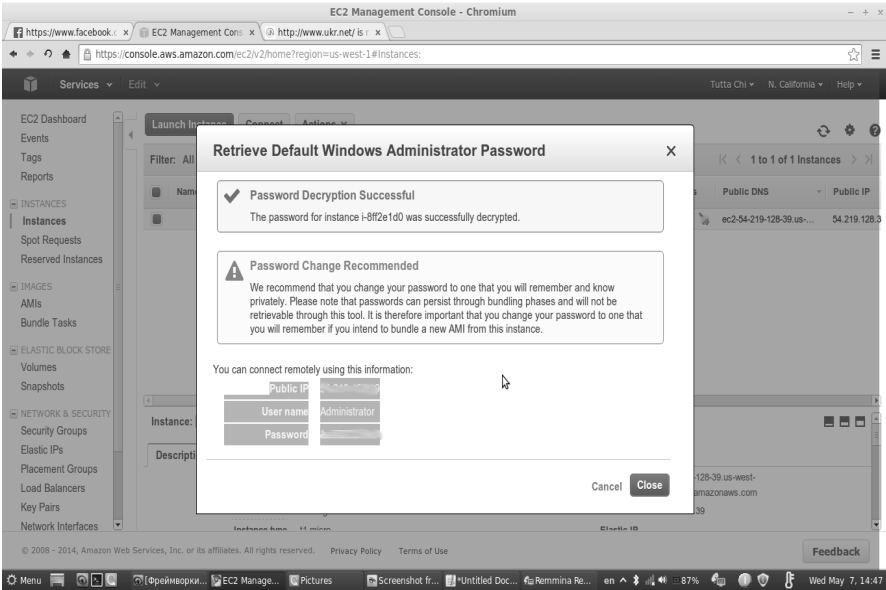 EC2 Management Console - Chromium
https://www.facebook.c x EC2 Management Cons x http://www.ukr.net/ is r x
https://console.aws.amazon.com/ec2/v2/home?region=us-west-1#Instances:
Services Edit Tutta Chi N. California Help
EC2 Dashboard
Events
Tags
Reports
INSTANCES
Instances
Spot Requests
Reserved Instances
IMAGES
AMIs
Bundle Tasks
ELASTIC BLOCK STORE
Volumes
Snapshots
NETWORK & SECURITY
Security Groups
Elastic IPs
Placement Groups
Load Balancers
Key Pairs
Network Interfaces
Launch Instance Connect Actions
Filter: All 1 to 1 of 1 Instances
Nam Public DNS Public IP
ec2-54-219-128-39.us-... 54.219.128.3
Retrieve Default Windows Administrator Password X
Password Decryption Successful
The password for instance i-8ff2e1d0 was successfully decrypted.
Password Change Recommended
We recommend that you change your password to one that you will remember and know
privately. Please note that passwords can persist through bundling phases and will not be
retrievable through this tool. It is therefore important that you change your password to one that
you will remember if you intend to bundle a new AMI from this instance.
You can connect remotely using this information:
Public IP
User name Administrator
Password
Cancel Close
Instance:
Descripti
-128-39.us-west-
amazonaws.com
-39
Instance type t1.micro Elastic IP
© 2008 - 2014, Amazon Web Services, Inc. or its affiliates. All rights reserved. Privacy Policy Terms of Use Feedback
Menu [Фреймворки... EC2 Manage... Pictures Screenshot fr... *Untitled Doc... Remmina Re... en 87% Wed May 7, 14:47